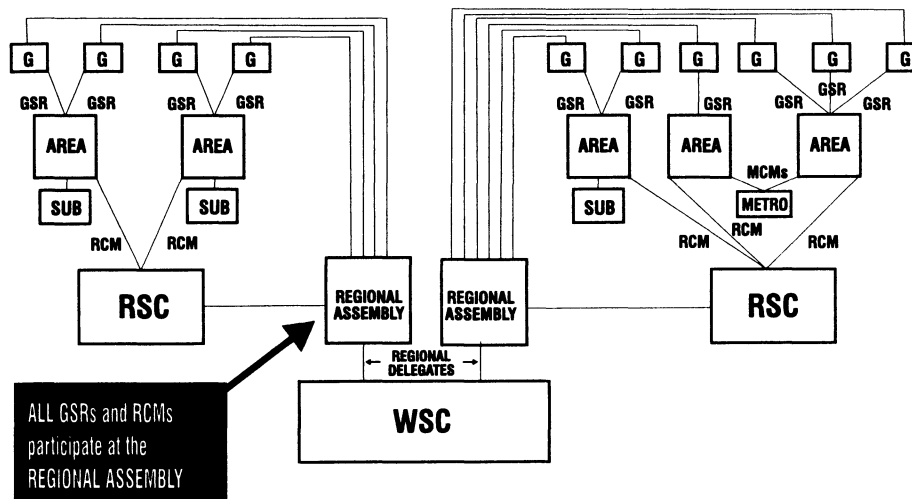 G G G G G G G G G G
GSR GSR GSR GSR GSR GSR GSR GSR GSR GSR
AREA AREA AREA AREA AREA
MCMs
SUB SUB SUB METRO
RCM RCM RCM RCM RCM
RSC REGIONAL ASSEMBLY REGIONAL ASSEMBLY RSC
REGIONAL
DELEGATES
WSC
ALL GSRs and RCMs
participate at the
REGIONAL ASSEMBLY